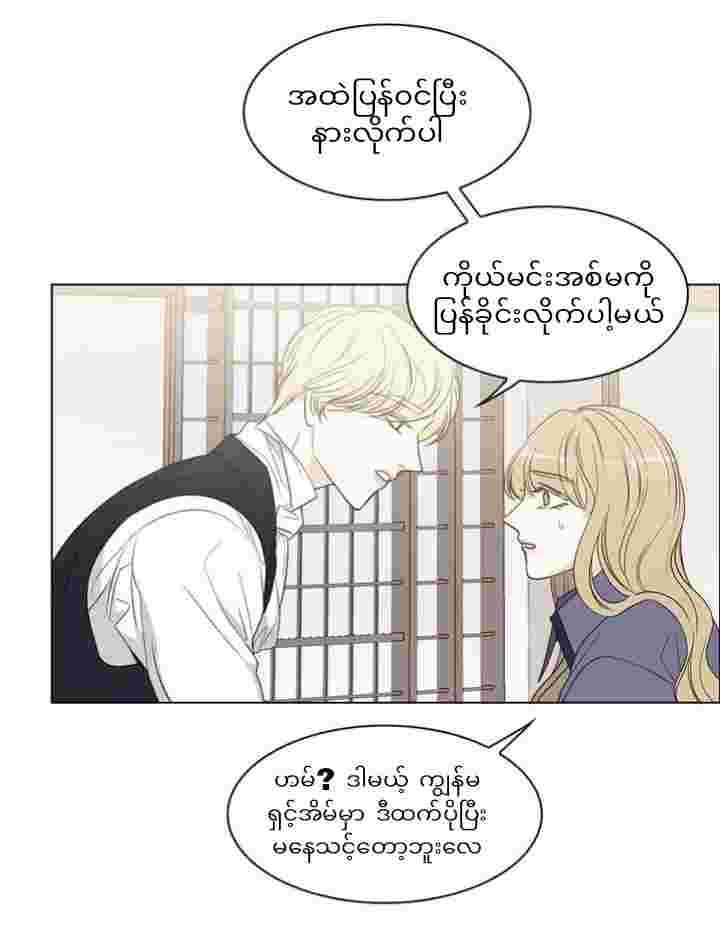 အထဲပြန်ဝင်ပြီး
နားလိုက်ပါ
ကိုယ်မင်းအစ်မကို
ပြန်ခိုင်းလိုက်ပါ့မယ်
ဟမ်? ဒါမယ့် ကျွန်မ
ရှင့်အိမ်မှာ ဒီထက်ပိုပြီး
မနေသင့်တော့ဘူးလေ